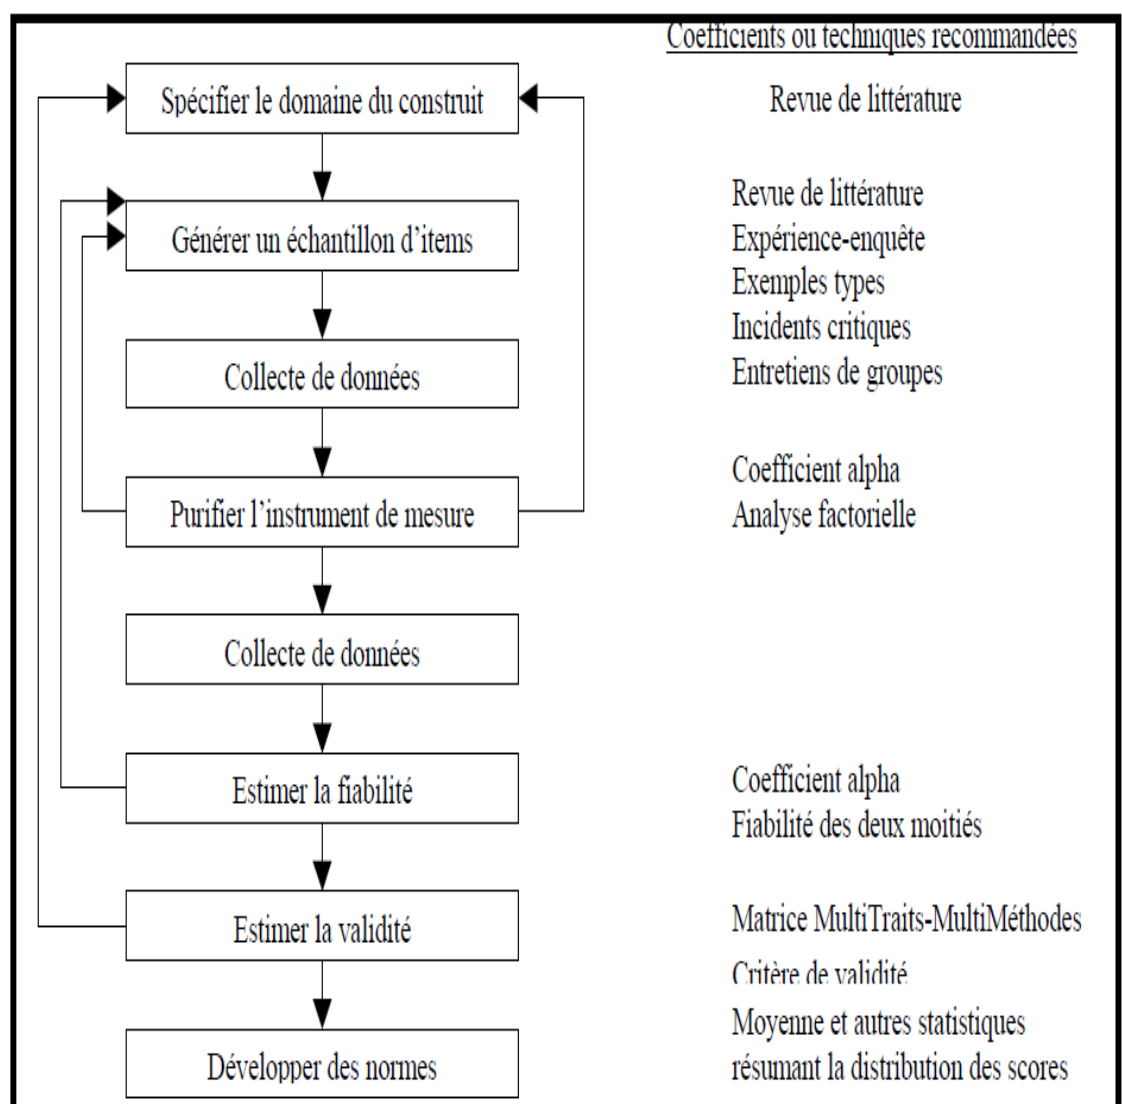 Coefficients ou techniques recommandées
Spécifier le domaine du construit
Revue de littérature
Générer un échantillon d'items
Revue de littérature
Expérience-enquête
Exemples types
Incidents critiques
Entretiens de groupes
Collecte de données
Purifier l'instrument de mesure
Coefficient alpha
Analyse factorielle
Collecte de données
Estimer la fiabilité
Coefficient alpha
Fiabilité des deux moitiés
Estimer la validité
Matrice MultiTraits-MultiMéthodes
Critère de validité
Développer des normes
Moyenne et autres statistiques
résumant la distribution des scores